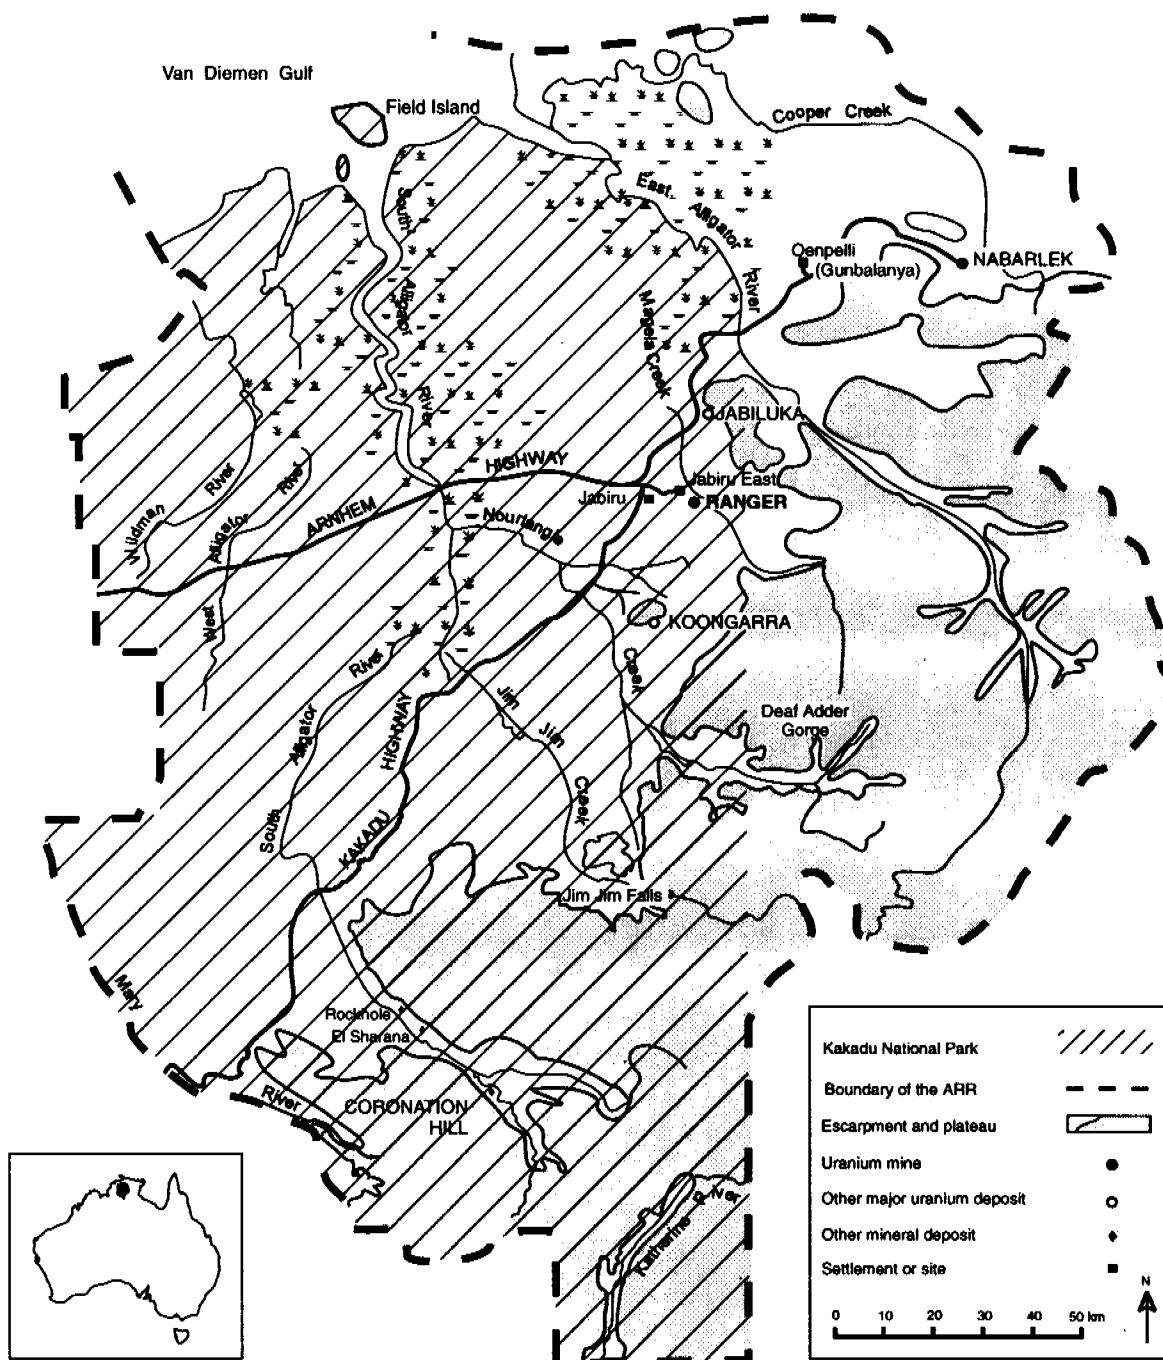 Van Diemen Gulf
Field Island
Cooper Creek
South
Alligator
River
East
Alligator
River
Oenpelli
(Gunbalanya)
NABARLEK
Magela Creek
JABILUKA
HIGHWAY
Jabiru East
Jabiru
RANGER
ARNHEM
Nourlangie
Wildman
River
West
Alligator
River
KOONGARRA
Creek
River
Alligator
South
HIGHWAY
KAKADU
Jim
Jim
Creek
Deaf Adder
Gorge
Jim Jim Falls
Mary
River
Rockhole
El Sharana
CORONATION
HILL
Katherine
River
Kakadu National Park
Boundary of the ARR
Escarpment and plateau
Uranium mine
Other major uranium deposit
Other mineral deposit
Settlement or site
N
0 10 20 30 40 50 km